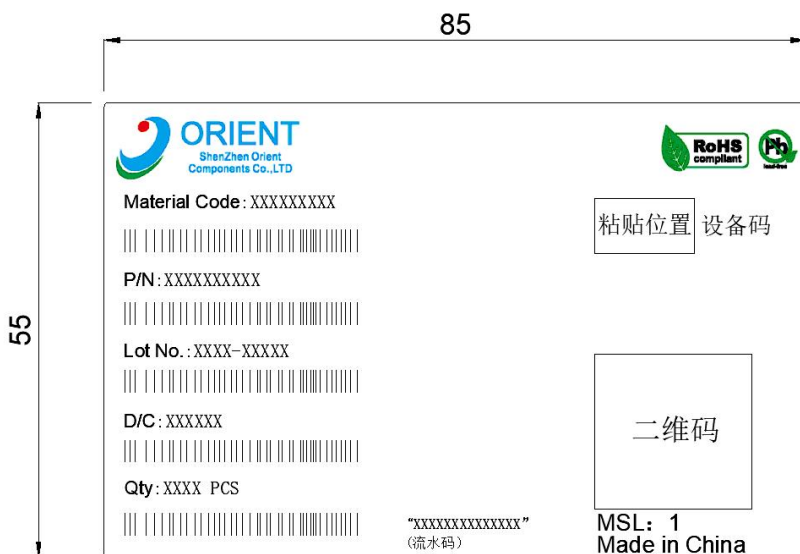 85
55
ORIENT
ShenZhen Orient
Components Co.,LTD
RoHS
compliant
Pb
lead-free
Material Code:XXXXXXXXX
粘贴位置 设备码
P/N:XXXXXXXXXX
Lot No.:XXXX-XXXXX
二维码
D/C:XXXXXX
Qty:XXXX PCS
“XXXXXXXXXXXXXX”
(流水码)
MSL: 1
Made in China